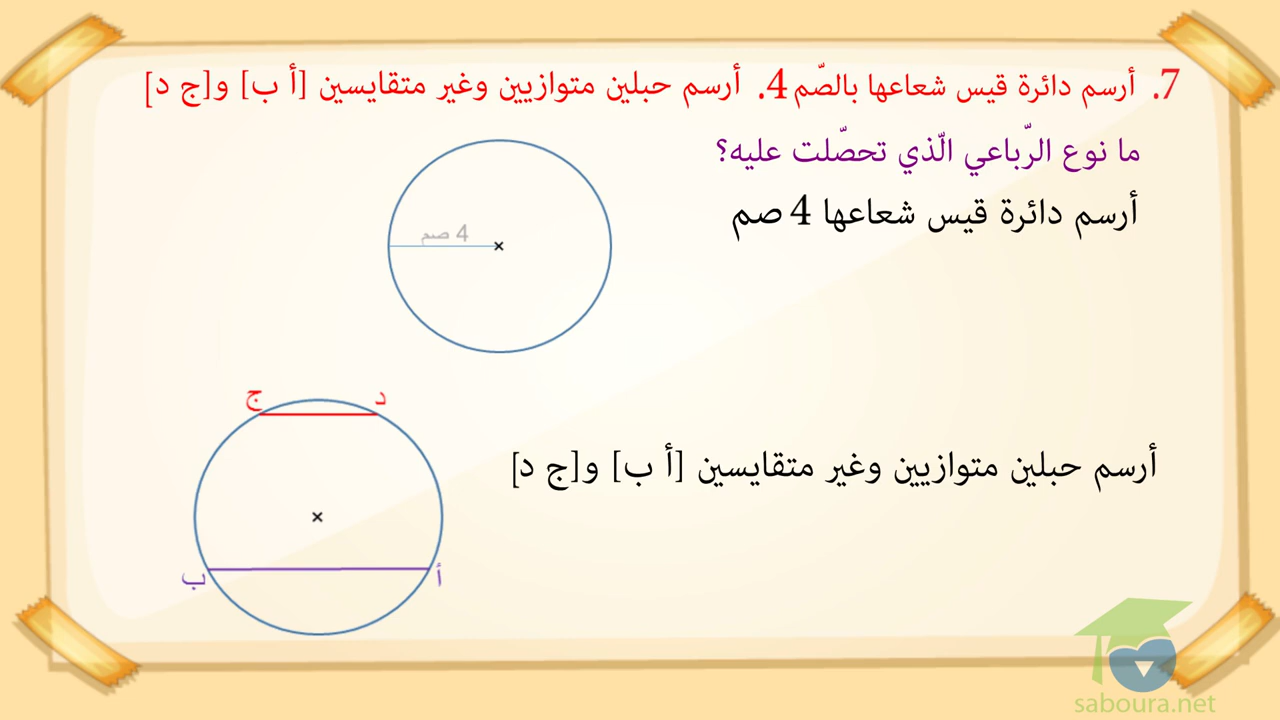 7. أرسم دائرة قيس شعاعها بالصّم 4. أرسم حبلين متوازيين وغير متقايسين [أ ب] و[ج د]
ما نوع الرّباعي الّذي تحصّلت عليه؟
أرسم دائرة قيس شعاعها 4 صم
4 صم
ج
د
أرسم حبلين متوازيين وغير متقايسين [أ ب] و[ج د]
أ
ب
saboura.net